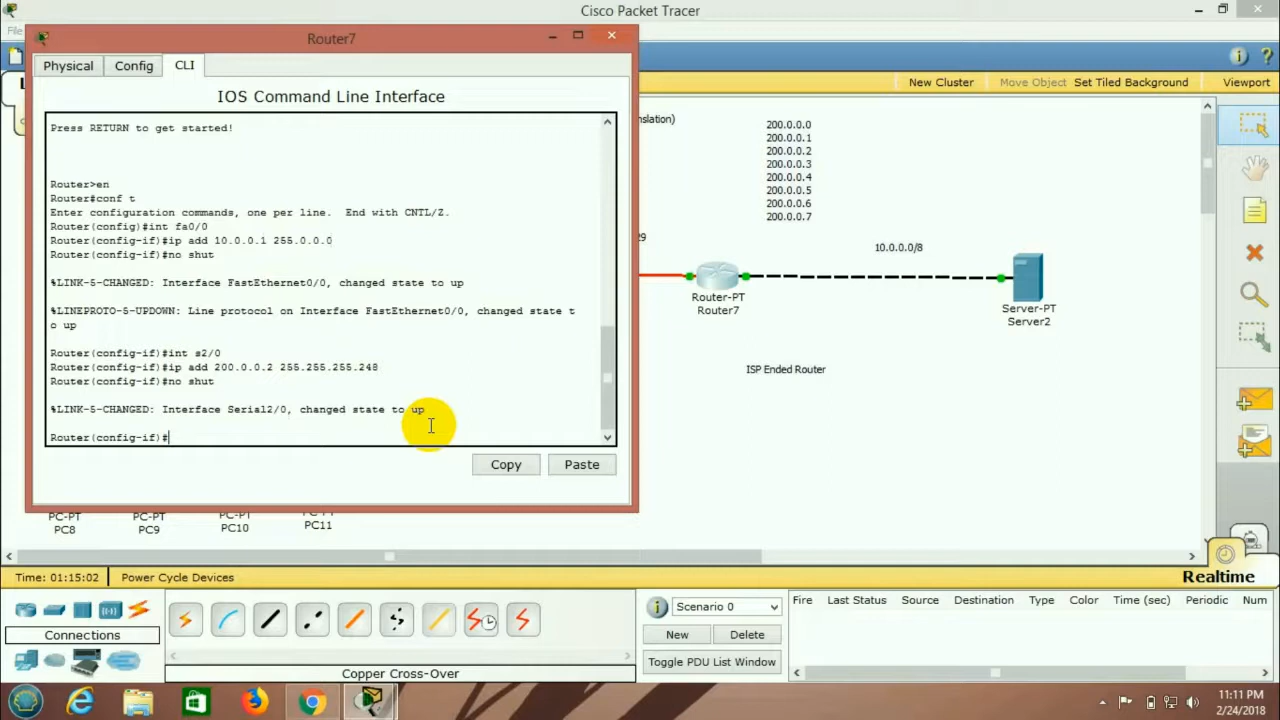 Cisco Packet Tracer
Router7
File
Physical
Config
CLI
New Cluster
Move Object
Set Tiled Background
Viewport
IOS Command Line Interface
Press RETURN to get started!
Router>en
Router#conf t
Enter configuration commands, one per line.  End with CNTL/Z.
Router(config)#int fa0/0
Router(config-if)#ip add 10.0.0.1 255.0.0.0
Router(config-if)#no shut
%LINK-5-CHANGED: Interface FastEthernet0/0, changed state to up
%LINEPROTO-5-UPDOWN: Line protocol on Interface FastEthernet0/0, changed state t
o up
Router(config-if)#int s2/0
Router(config-if)#ip add 200.0.0.2 255.255.255.248
Router(config-if)#no shut
%LINK-5-CHANGED: Interface Serial2/0, changed state to up
Router(config-if)#
Copy
Paste
slation)
200.0.0.0
200.0.0.1
200.0.0.2
200.0.0.3
200.0.0.4
200.0.0.5
200.0.0.6
200.0.0.7
29
10.0.0.0/8
Router-PT
Router7
Server-PT
Server2
ISP Ended Router
PC-PT
PC8
PC-PT
PC9
PC-PT
PC10
PC11
Time: 01:15:02
Power Cycle Devices
Realtime
Connections
Copper Cross-Over
Scenario 0
New
Delete
Toggle PDU List Window
Fire
Last Status
Source
Destination
Type
Color
Time (sec)
Periodic
Num
11:11 PM
2/24/2018